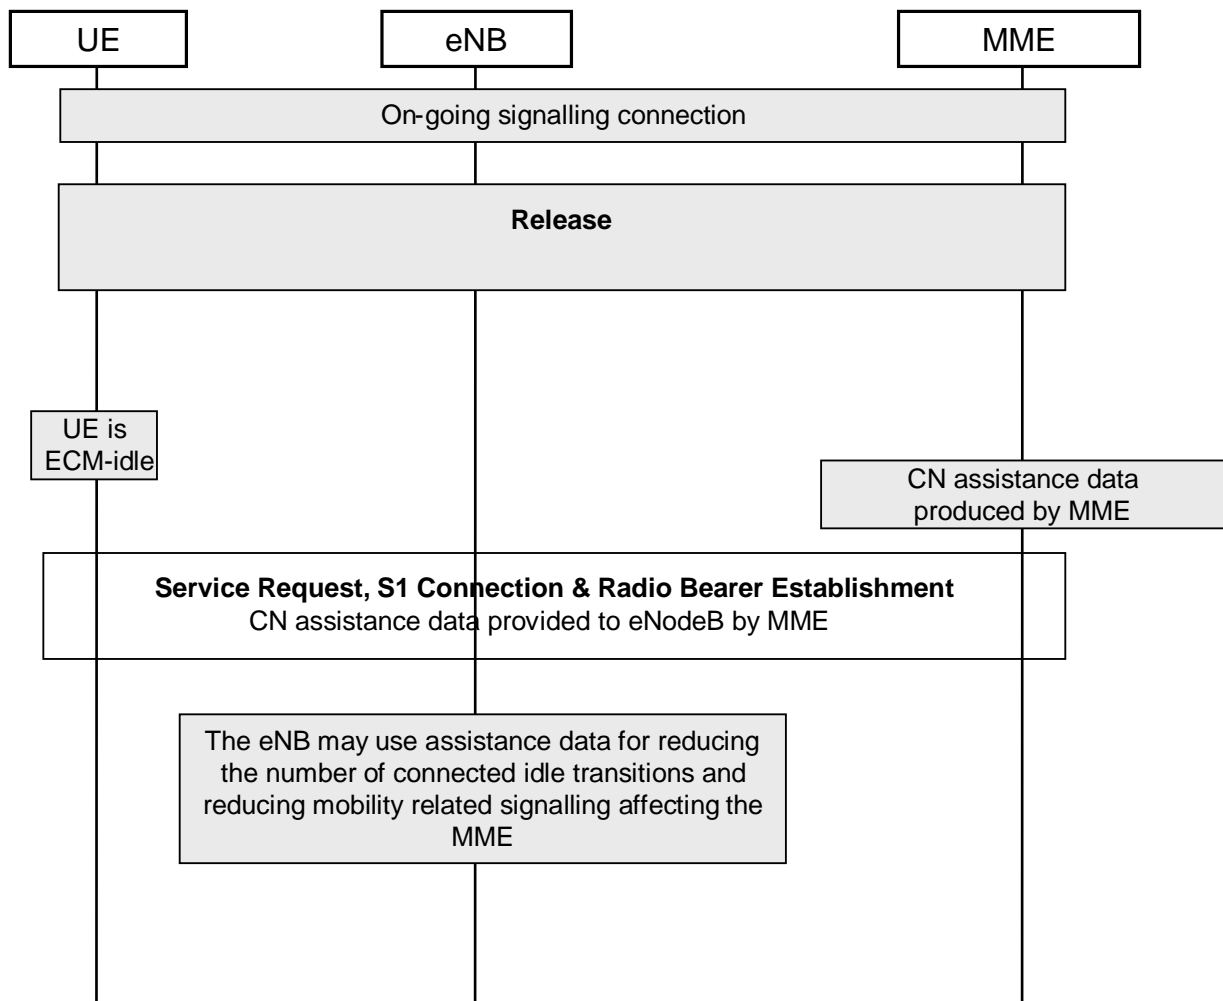 UE
eNB
MME
On-going signalling connection
Release
UE is
ECM-idle
CN assistance data
produced by MME
Service Request, S1 Connection & Radio Bearer Establishment
CN assistance data provided to eNodeB by MME
The eNB may use assistance data for reducing
the number of connected idle transitions and
reducing mobility related signalling affecting the
MME